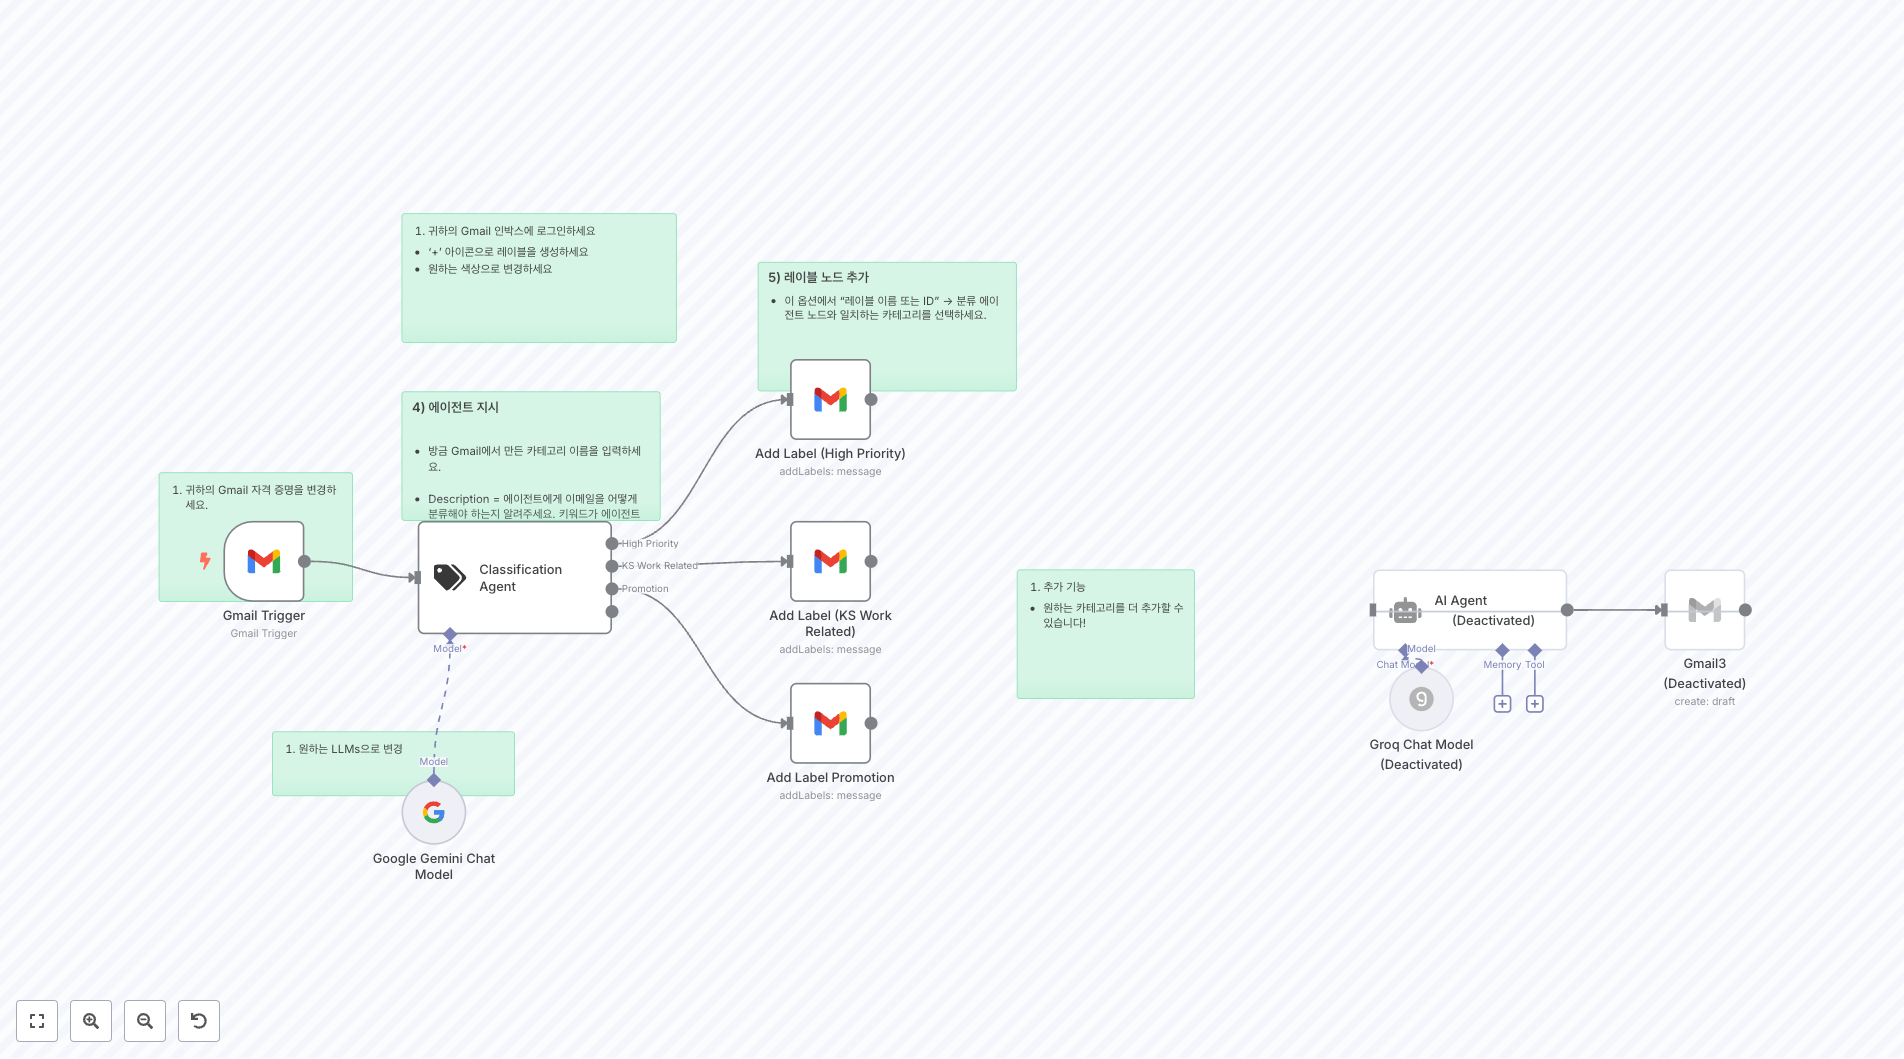 1. 귀하의 Gmail 인박스에 로그인하세요
• ‘+’ 아이콘으로 레이블을 생성하세요
• 원하는 색상으로 변경하세요
5) 레이블 노드 추가
• 이 옵션에서 “레이블 이름 또는 ID” → 분류 에이
전트 노드와 일치하는 카테고리를 선택하세요.
Add Label (High Priority)
addLabels: message
4) 에이전트 지시
• 방금 Gmail에서 만든 카테고리 이름을 입력하세
요.
• Description = 에이전트에게 이메일을 어떻게
분류해야 하는지 알려주세요. 키워드가 에이전트
1. 귀하의 Gmail 자격 증명을 변경하
세요.
Gmail Trigger
Gmail Trigger
Classification
Agent
High Priority
KS Work Related
Promotion
Model*
Add Label (KS Work
Related)
addLabels: message
Add Label Promotion
addLabels: message
1. 원하는 LLMs으로 변경
Model
Google Gemini Chat
Model
1. 추가 기능
• 원하는 카테고리를 더 추가할 수
있습니다!
AI Agent
(Deactivated)
Model
Chat Model*
Memory
Tool
Groq Chat Model
(Deactivated)
Gmail3
(Deactivated)
create: draft